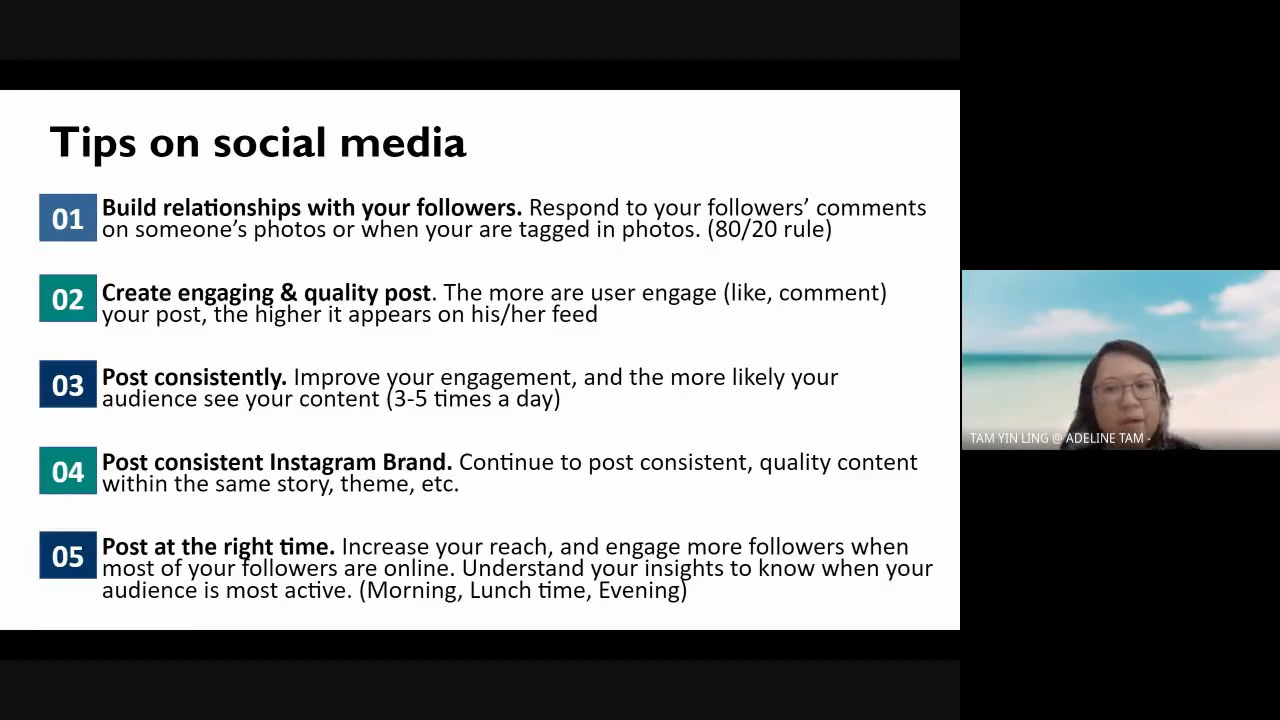 Tips on social media
01
Build relationships with your followers. Respond to your followers’ comments
on someone’s photos or when your are tagged in photos. (80/20 rule)
02
Create engaging & quality post. The more are user engage (like, comment)
your post, the higher it appears on his/her feed
03
Post consistently. Improve your engagement, and the more likely your
audience see your content (3-5 times a day)
04
Post consistent Instagram Brand. Continue to post consistent, quality content
within the same story, theme, etc.
05
Post at the right time. Increase your reach, and engage more followers when
most of your followers are online. Understand your insights to know when your
audience is most active. (Morning, Lunch time, Evening)
TAM YIN LING @ ADELINE TAM -